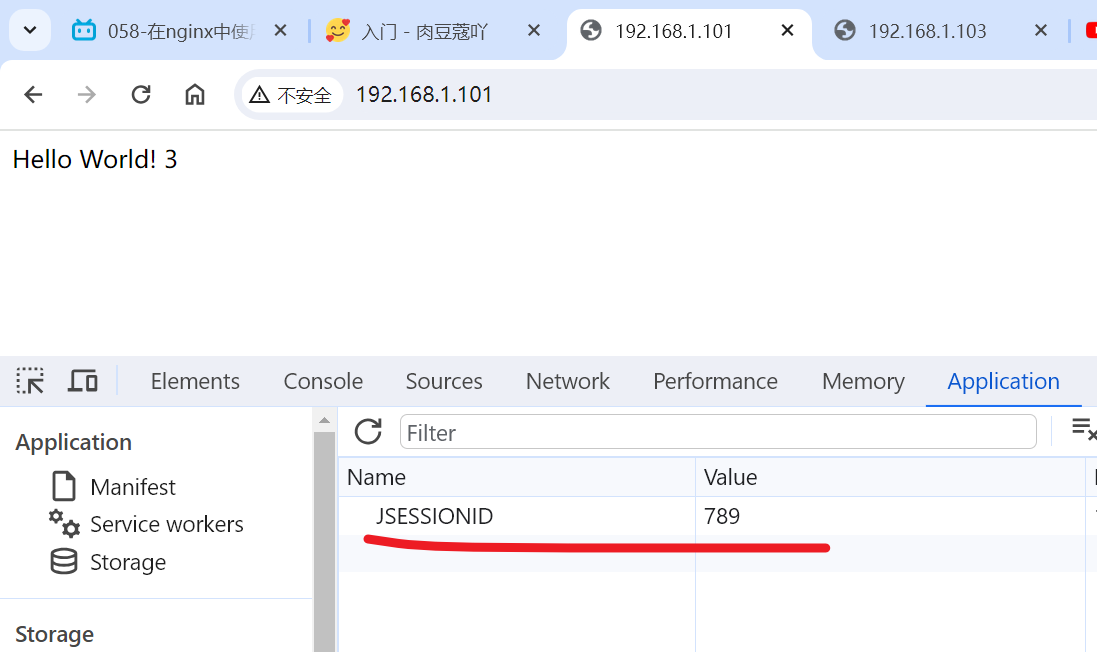 058-在nginx中使用
入门 - 肉豆蔻吖
192.168.1.101
192.168.1.103
不安全
192.168.1.101
Hello World! 3
Elements Console Sources Network Performance Memory Application
Application
Manifest
Service workers
Storage
Storage
Filter
Name Value
JSESSIONID 789